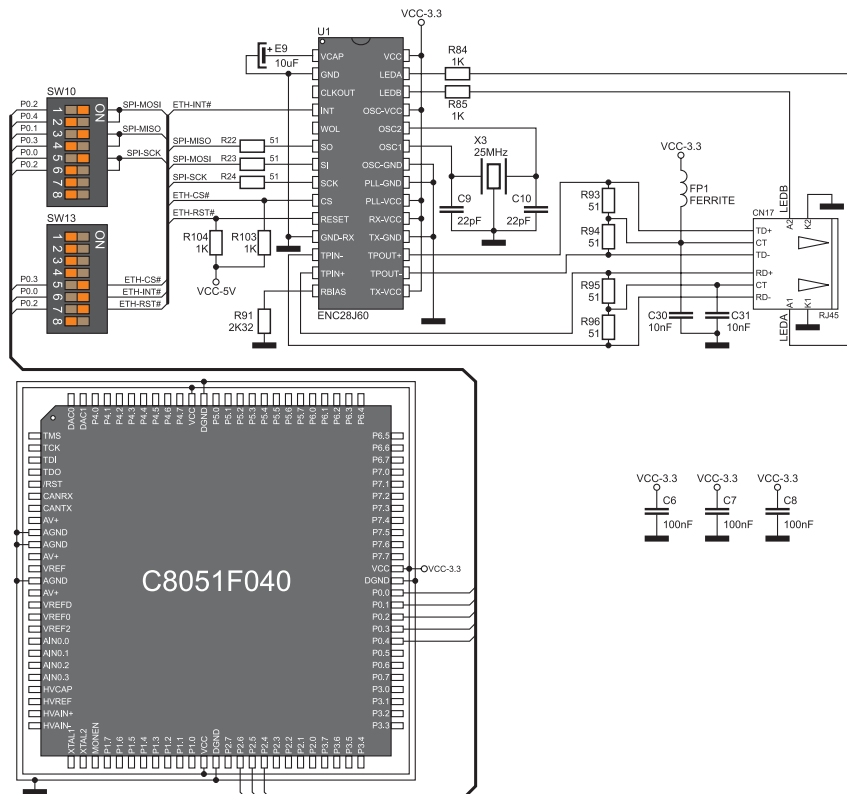 VCC-3.3
U1
E9
10uF
R84
1K
R85
1K
VCAP
GND
CLKOUT
INT
WOL
SO
SI
SCK
CS
RESET
GND-RX
TPIN-
TPIN+
RBIAS
VCC
LEDA
LEDB
OSC-VCC
OSC2
OSC1
OSC-GND
PLL-GND
PLL-VCC
RX-VCC
TX-GND
TPOUT+
TPOUT-
TX-VCC
ENC28J60
SW10
P0.2
P0.4
P0.1
P0.3
P0.0
P0.2
1
2
3
4
5
6
7
8
ON
SPI-MOSI
SPI-MISO
SPI-SCK
ETH-INT#
SPI-MISO R22 51
SPI-MOSI R23 51
SPI-SCK R24 51
ETH-CS#
ETH-RST#
SW13
1
2
3
4
5
6
7
8
ON
P0.3
P0.0
P0.2
ETH-CS#
ETH-INT#
ETH-RST#
R104
1K
R103
1K
VCC-5V
R91
2K32
X3
25MHz
C9
22pF
C10
22pF
R93
51
R94
51
R95
51
R96
51
VCC-3.3
FP1
FERRITE
C30
10nF
C31
10nF
CN17
LEDB
A2
K2
TD+
CT
TD-
RD+
CT
RD-
A1
K1
LEDA
RJ45
DAC0
DAC1
P4.0
P4.1
P4.2
P4.3
P4.4
P4.5
P4.6
P4.7
VCC
DGND
P5.0
P5.1
P5.2
P5.3
P5.4
P5.5
P5.6
P5.7
P6.0
P6.1
P6.2
P6.3
P6.4
TMS
TCK
TDI
TDO
/RST
CANRX
CANTX
AV+
AGND
AGND
AV+
VREF
AGND
AV+
VREFD
VREF0
VREF2
AIN0.0
AIN0.1
AIN0.2
AIN0.3
HVCAP
HVREF
HVAIN+
HVAIN-
C8051F040
P6.5
P6.6
P6.7
P7.0
P7.1
P7.2
P7.3
P7.4
P7.5
P7.6
P7.7
VCC
DGND
P0.0
P0.1
P0.2
P0.3
P0.4
P0.5
P0.6
P0.7
P3.0
P3.1
P3.2
P3.3
VCC-3.3
XTAL1
XTAL2
MONEN
P1.7
P1.6
P1.5
P1.4
P1.3
P1.2
P1.1
P1.0
VCC
DGND
P2.7
P2.6
P2.5
P2.4
P2.3
P2.2
P2.1
P2.0
P3.7
P3.6
P3.5
P3.4
VCC-3.3
C6
100nF
VCC-3.3
C7
100nF
VCC-3.3
C8
100nF